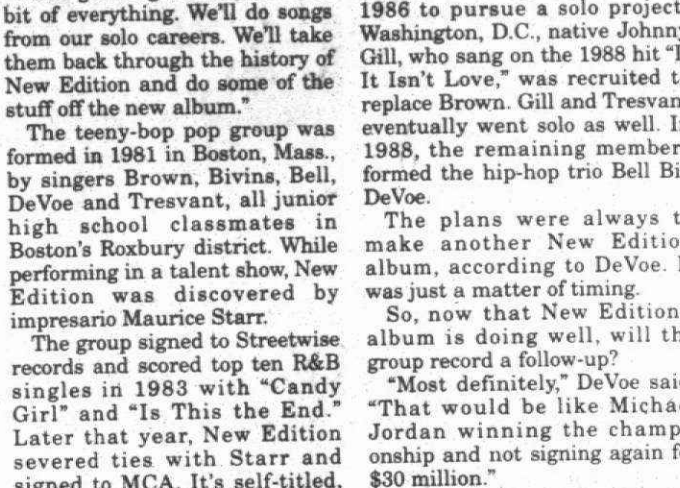 bit of everything. We'll do songs
from our solo careers. We'll take
them back through the history of
New Edition and do some of the
stuff off the new album."
The teeny-bop pop group was
formed in 1981 in Boston, Mass.,
by singers Brown, Bivins, Bell,
DeVoe and Tresvant, all junior
high school classmates in
Boston's Roxbury district. While
performing in a talent show, New
Edition was discovered by
impresario Maurice Starr.
The group signed to Streetwise
records and scored top ten R&B
singles in 1983 with "Candy
Girl" and "Is This the End."
Later that year, New Edition
severed ties with Starr and
signed to MCA. It's self-titled,
1986 to pursue a solo project
Washington, D.C., native Johnny
Gill, who sang on the 1988 hit "I
It Isn't Love," was recruited t
replace Brown. Gill and Tresvan
eventually went solo as well. I
1988, the remaining member
formed the hip-hop trio Bell Bi
DeVoe.
The plans were always t
make another New Editio
album, according to DeVoe. I
was just a matter of timing.
So, now that New Edition
album is doing well, will th
group record a follow-up?
"Most definitely," DeVoe said
"That would be like Michae
Jordan winning the champ
onship and not signing again f
$30 million."